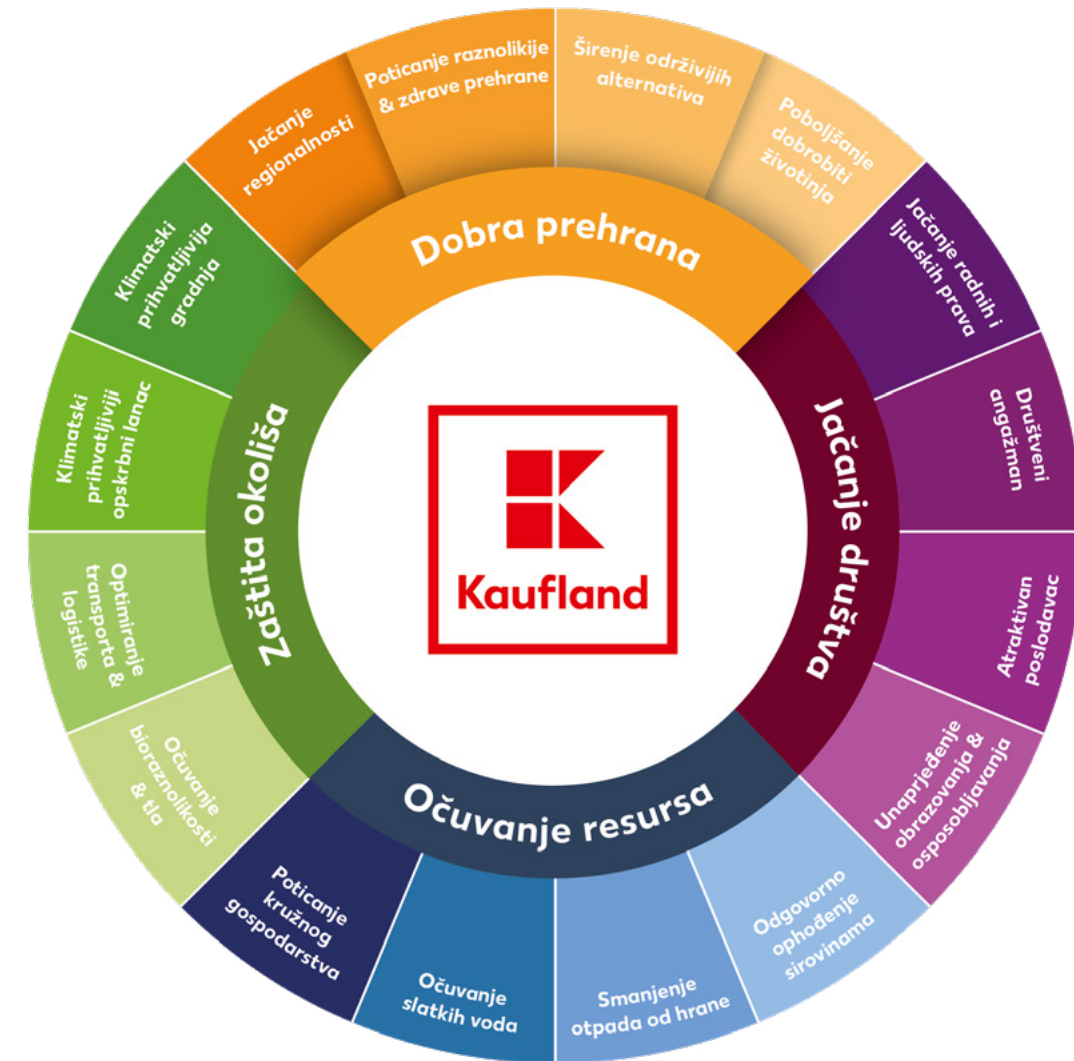 Poticanje raznolikije
& zdrave prehrane
Širenje održivijih
alternativa
Poboljšanje
dobrobiti
životinja
Jačanje radnih i
ljudskih prava
Društveni
angažman
Atraktivan
poslodavac
Unaprjeđenje
obrazovanja &
osposobljavanja
Odgovorno
ophođenje
sirovinama
Smanjenje
otpada od hrane
Očuvanje
slatkih voda
Poticanje
kružnog
gospodarstva
Očuvanje
bioraznolikosti
& tla
Optimiranje
transporta &
logistike
Klimatski
prihvatljiviji
opskrbni lanac
Klimatski
prihvatljivija
gradnja
Jačanje
regionalnosti
Dobra prehrana
Jačanje društva
Očuvanje resursa
Zaštita okoliša
Kaufland